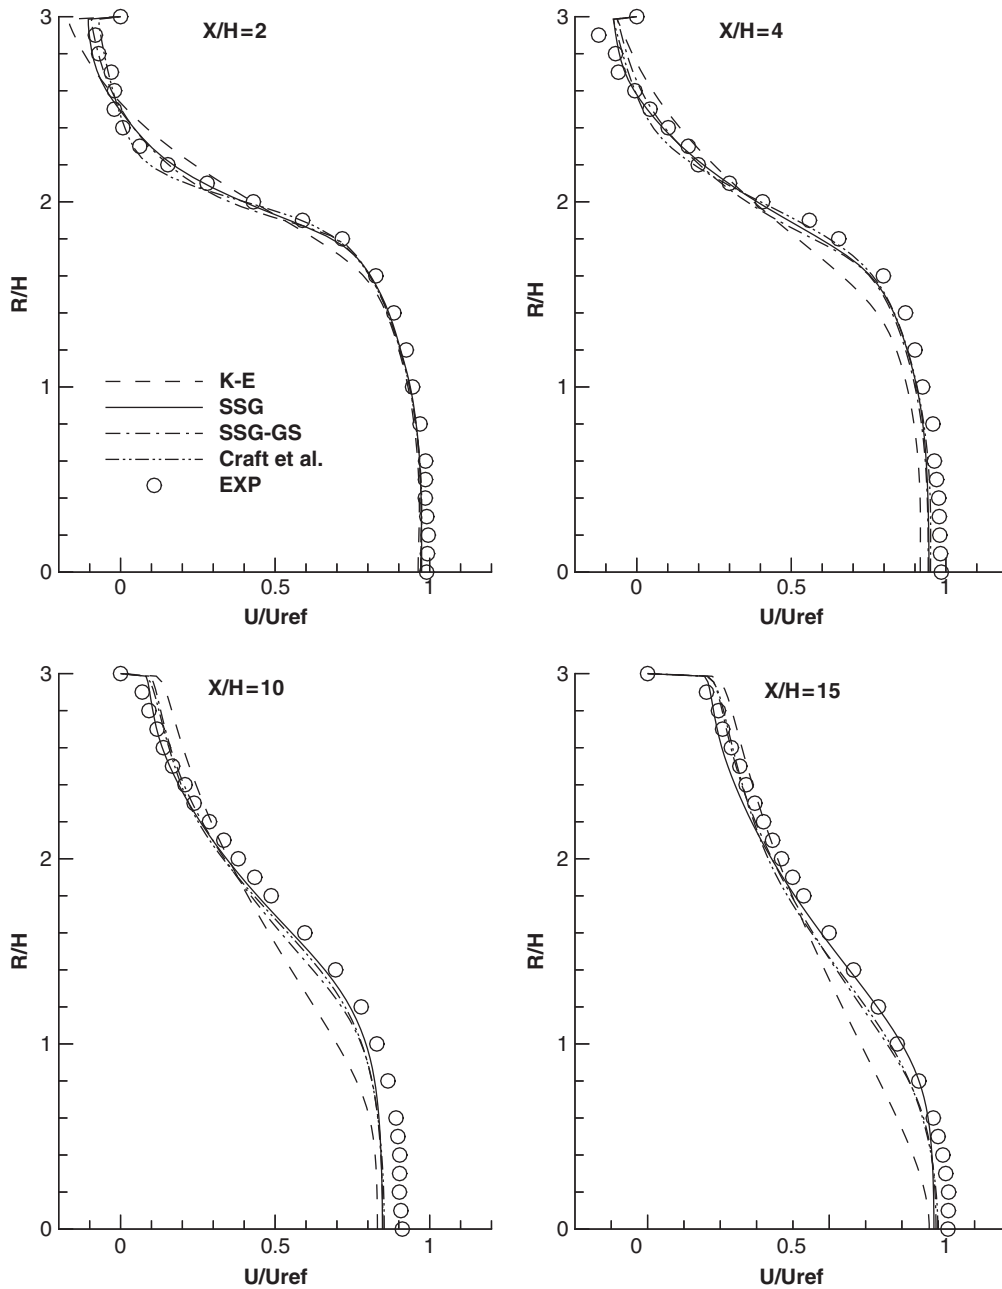 X/H=2
3
2
1
0
R/H
K-E
SSG
SSG-GS
Craft et al.
EXP
0
0.5
1
U/Uref
X/H=4
3
2
1
0
R/H
0
0.5
1
U/Uref
X/H=10
3
2
1
0
R/H
0
0.5
1
U/Uref
X/H=15
3
2
1
0
R/H
0
0.5
1
U/Uref